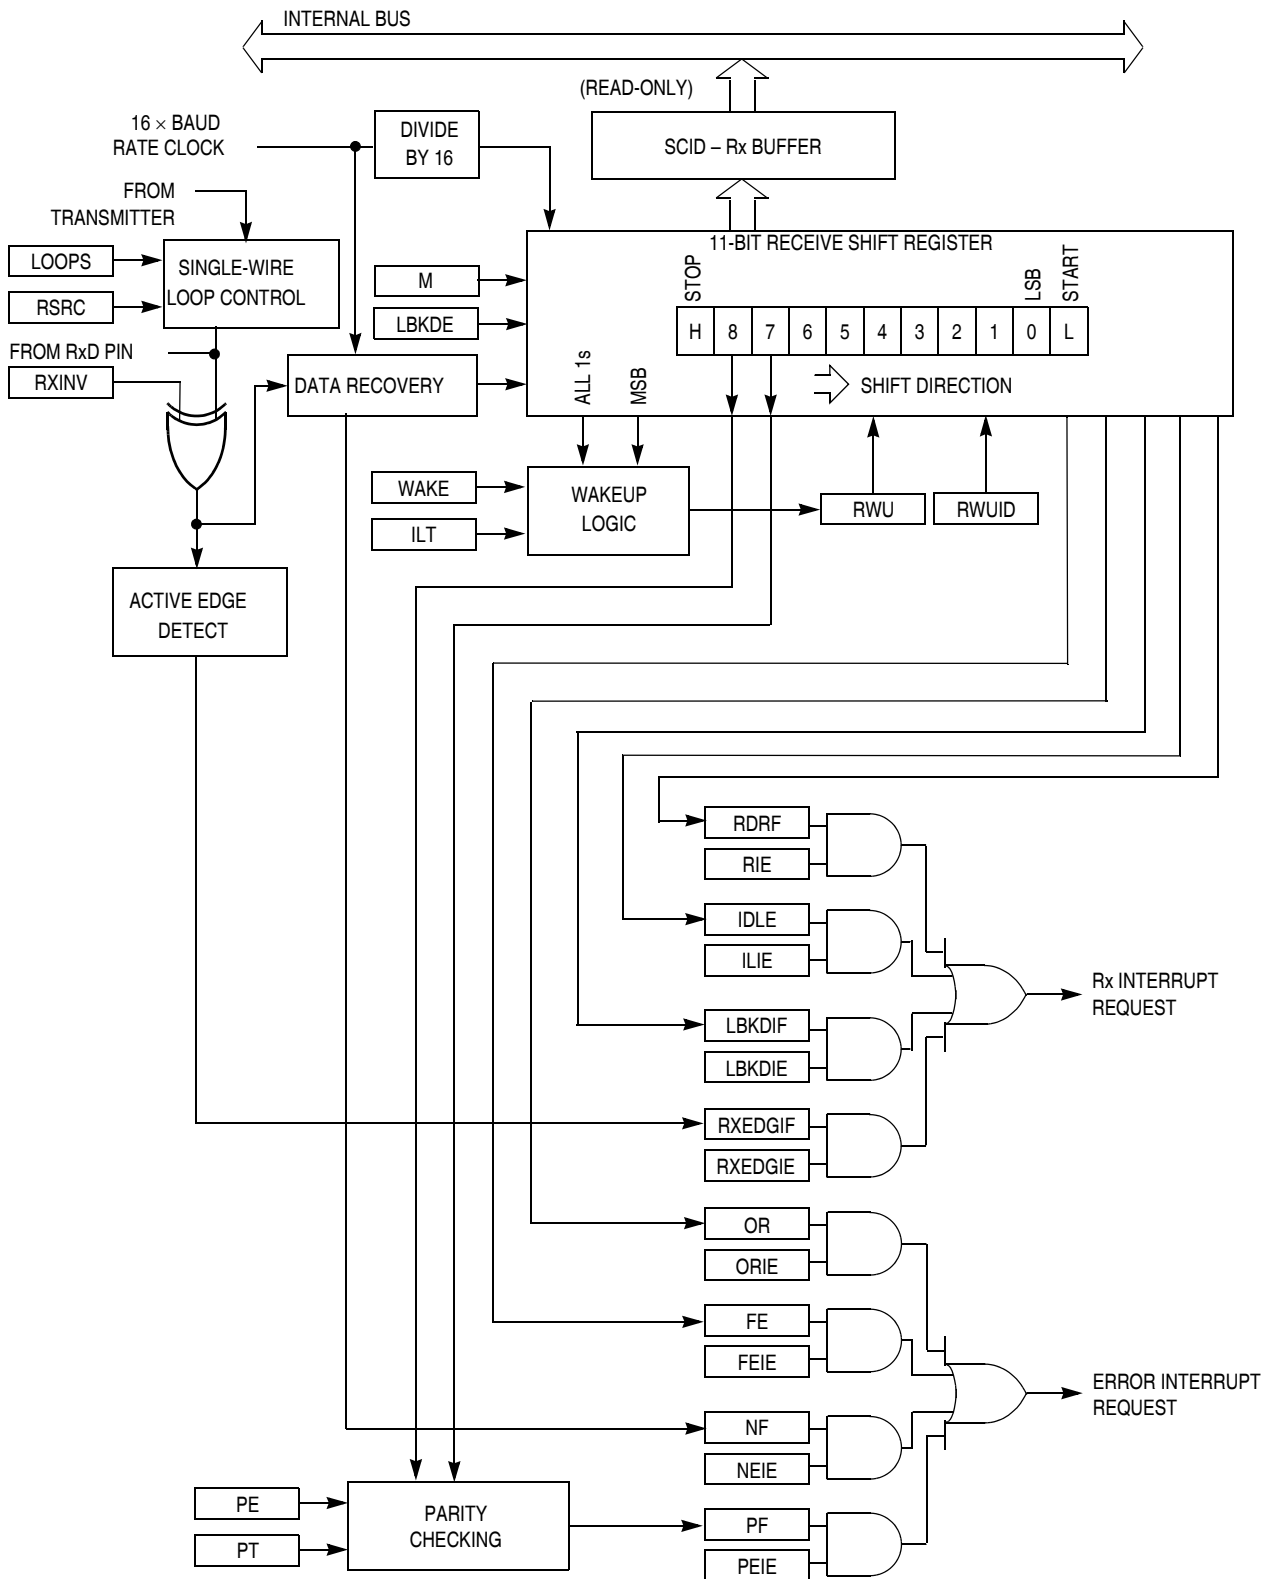 INTERNAL BUS
(READ-ONLY)
16 × BAUD
RATE CLOCK
DIVIDE
BY 16
SCID – Rx BUFFER
FROM
TRANSMITTER
11-BIT RECEIVE SHIFT REGISTER
LOOPS
SINGLE-WIRE
LOOP CONTROL
RSRC
M
LBKDE
STOP
LSB
START
H 8 7 6 5 4 3 2 1 0 L
FROM RxD PIN
RXINV
DATA RECOVERY
ALL 1s
MSB
SHIFT DIRECTION
WAKE
ILT
WAKEUP
LOGIC
RWU
RWUID
ACTIVE EDGE
DETECT
RDRF
RIE
IDLE
ILIE
Rx INTERRUPT
REQUEST
LBKDIF
LBKDIE
RXEDGIF
RXEDGIE
OR
ORIE
FE
FEIE
ERROR INTERRUPT
REQUEST
NF
NEIE
PE
PT
PARITY
CHECKING
PF
PEIE